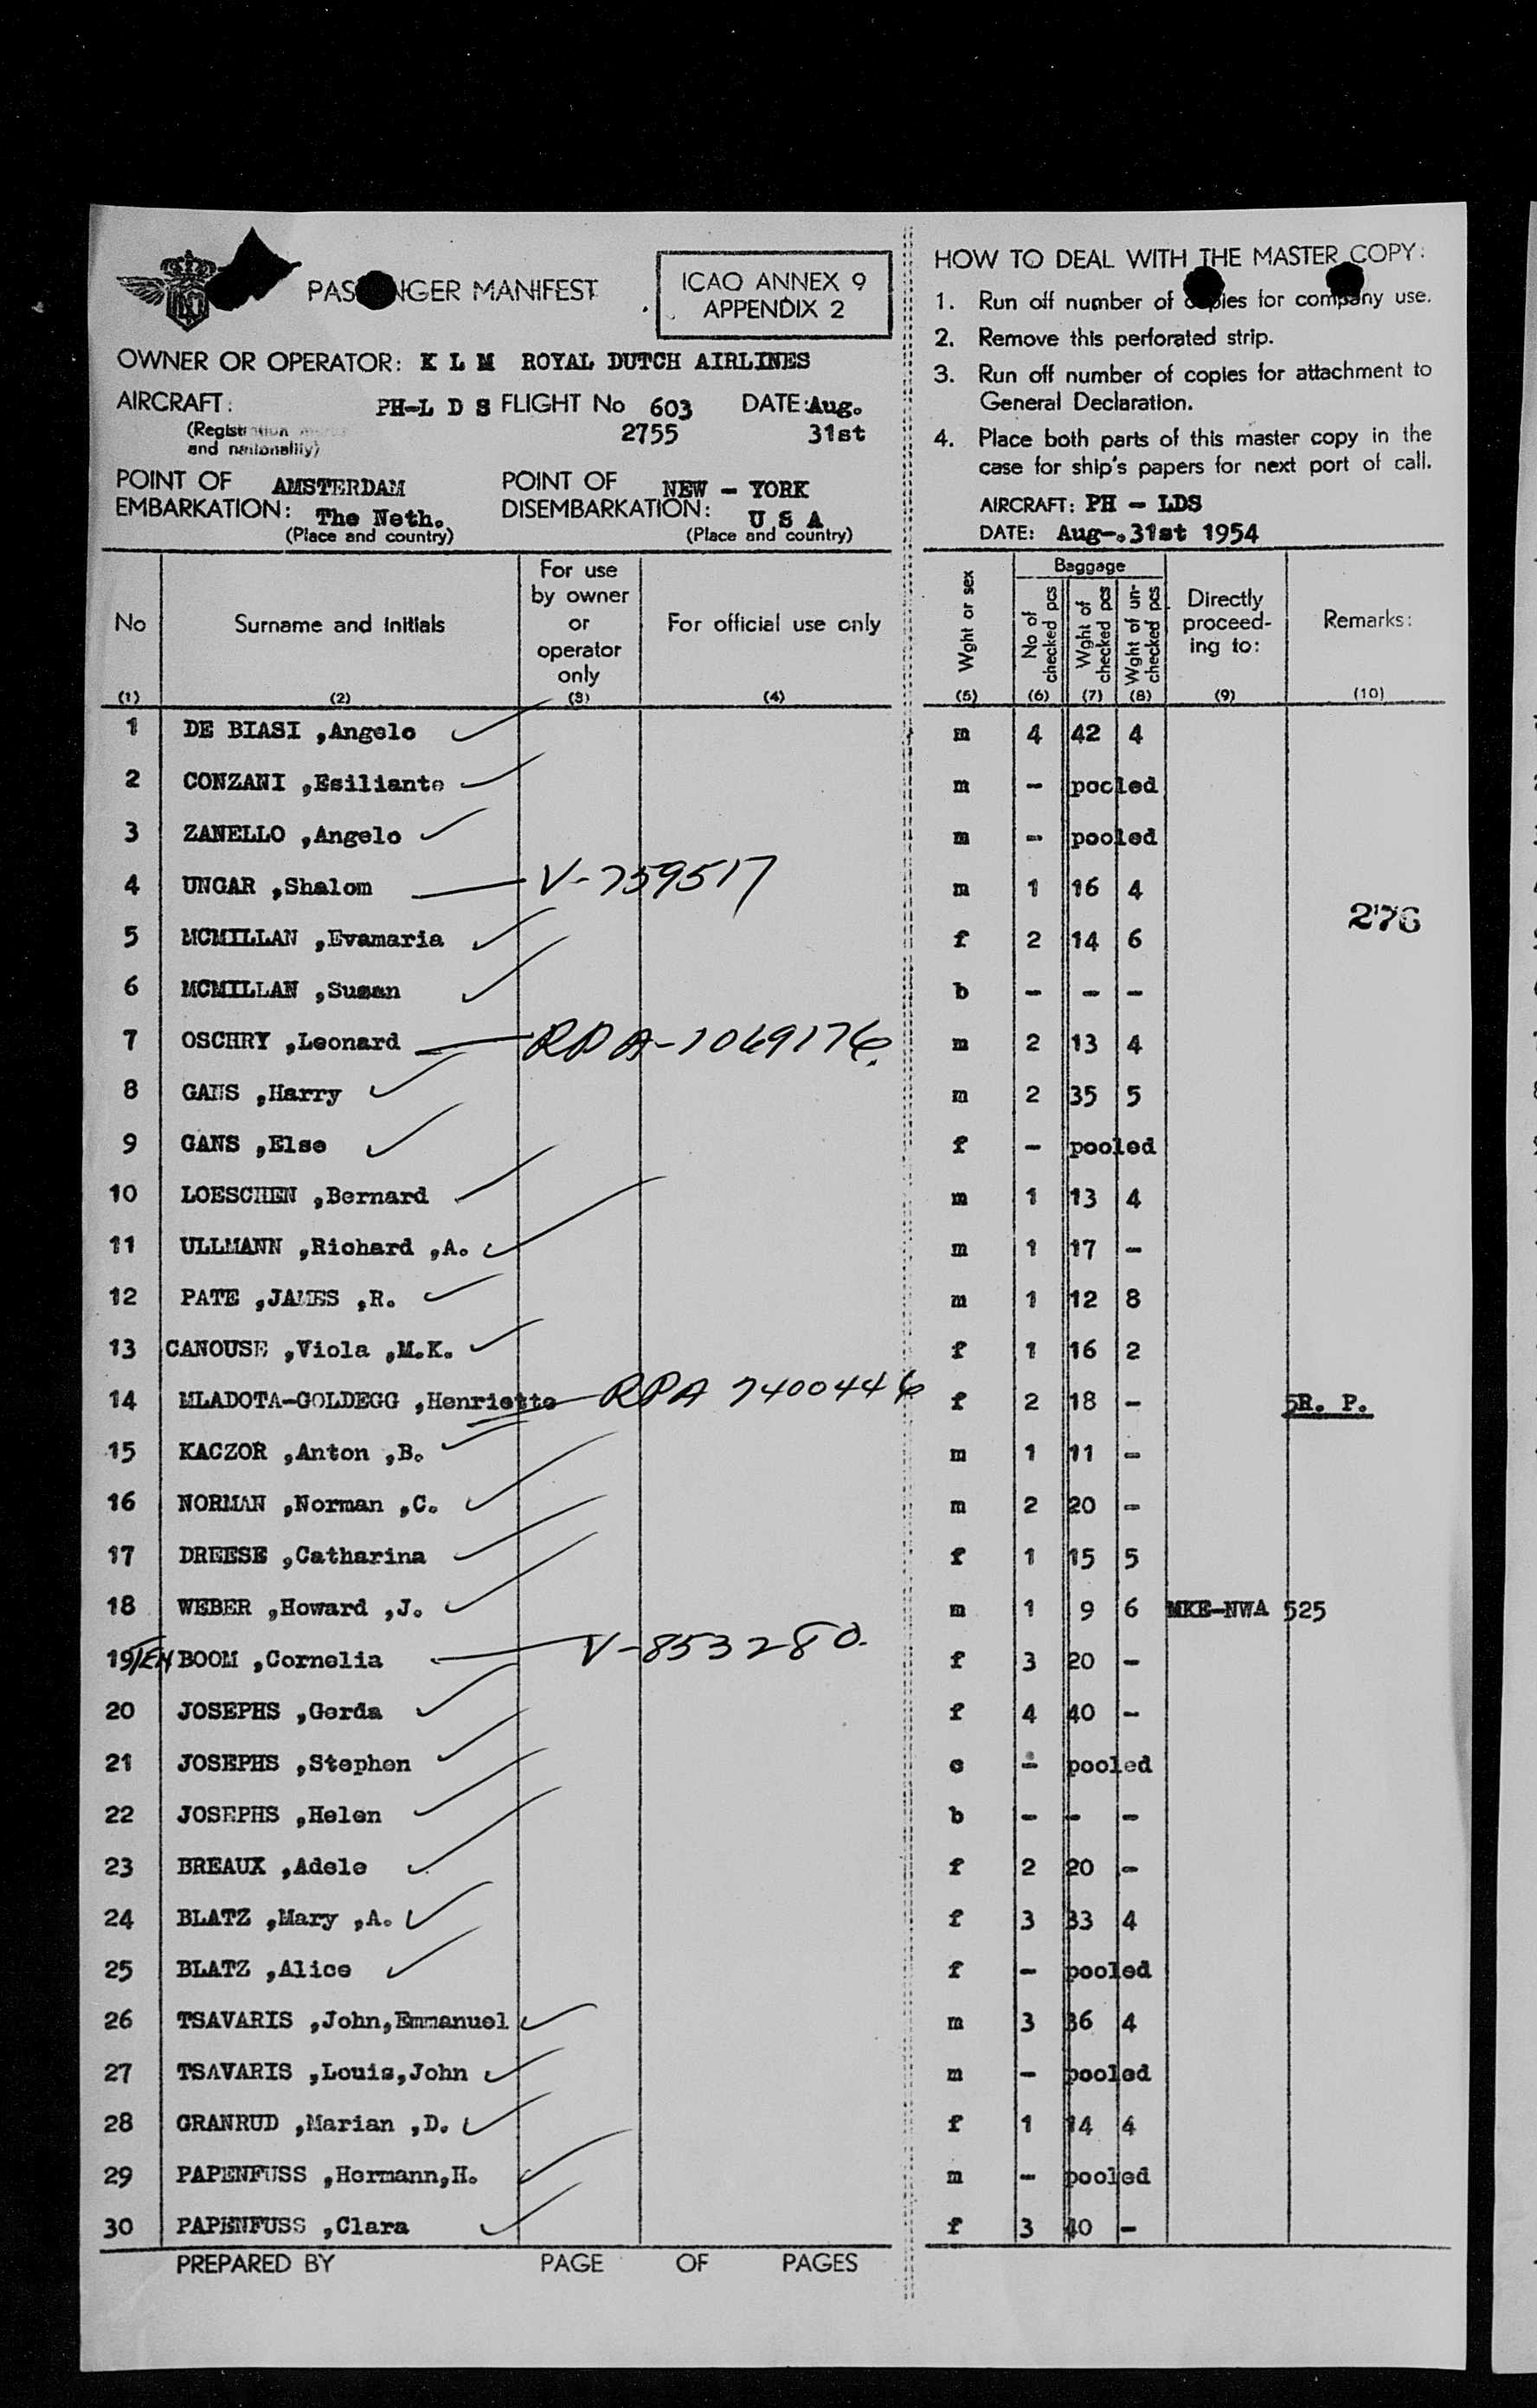 PASNGER MANIFEST
ICAO ANNEX 9
APPENDIX 2
OWNER OR OPERATOR: K L M ROYAL DUTCH AIRLINES
AIRCRAFT: PH-L D S FLIGHT No 603 DATE: Aug.
2755 31st
and nationality)
POINT OF AMSTERDAM POINT OF NEW - YORK
EMBARKATION: The Neth. DISEMBARKATION: U S A
(Place and country) (Place and country)
No Surname and Initials For use by owner or operator only For official use only
(1) (2) (3) (4)
1 DE BIASI ,Angelo
2 CONZANI ,Esiliante
3 ZANELLO ,Angelo
4 UNGAR ,Shalom V-759517
5 MCMILLAN ,Evamaria
6 MCMILLAN ,Susan
7 OSCHRY ,Leonard
8 GANS ,Harry
9 GANS ,Else
10 LOESCHEN ,Bernard
11 ULLMANN ,Richard ,A.
12 PATE ,JAMES ,R.
13 CANOUSE ,Viola ,M.K.
14 MLADOTA-GOLDEGG ,Henriette RPA 7400446
15 KACZOR ,Anton ,B.
16 NORMAN ,Norman ,C.
17 DREESE ,Catharina
18 WEBER ,Howard ,J.
19 TEN BOOM ,Cornelia V-853280.
20 JOSEPHS ,Gerda
21 JOSEPHS ,Stephen
22 JOSEPHS ,Helen
23 BREAUX ,Adele
24 BLATZ ,Mary ,A.
25 BLATZ ,Alice
26 TSAVARIS ,John,Emmanuel
27 TSAVARIS ,Louis,John
28 GRANRUD ,Marian ,D.
29 PAPENFUSS ,Hermann,H.
30 PAPENFUSS ,Clara
PREPARED BY PAGE OF PAGES
HOW TO DEAL WITH THE MASTER COPY:
1. Run off number of copies for company use.
2. Remove this perforated strip.
3. Run off number of copies for attachment to
General Declaration.
4. Place both parts of this master copy in the
case for ship's papers for next port of call.
AIRCRAFT: PH - LDS
DATE: Aug-.31st 1954
Wght or sex Baggage No of checked pcs Wght of checked pcs Wght of un-checked pcs Directly proceed-ing to: Remarks:
(5) (6) (7) (8) (9) (10)
m 4 42 4
m - pooled
m - pooled
m 1 16 4
276
f 2 14 6
b - - -
m 2 13 4
m 2 35 5
f - pooled
m 1 13 4
m 1 17 -
m 1 12 8
f 1 16 2
f 2 18 - 5R. P.
m 1 11 -
m 2 20 -
f 1 15 5
m 1 9 6 MKE-NWA 525
f 3 20 -
f 4 40 -
c - pooled
b - - -
f 2 20 -
f 3 33 4
f - pooled
m 3 36 4
m - pooled
f 1 14 4
m - pooled
f 3 40 -